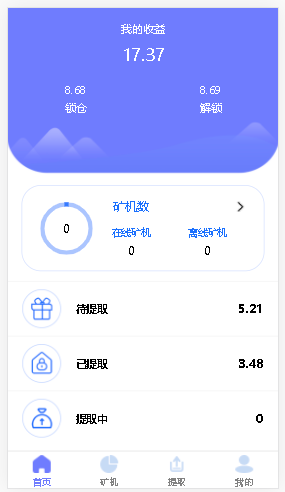 我的收益
17.37
8.68 8.69
锁仓 解锁
0
矿机数
在线矿机 离线矿机
0 0
待提取 5.21
已提取 3.48
提取中 0
首页 矿机 提取 我的